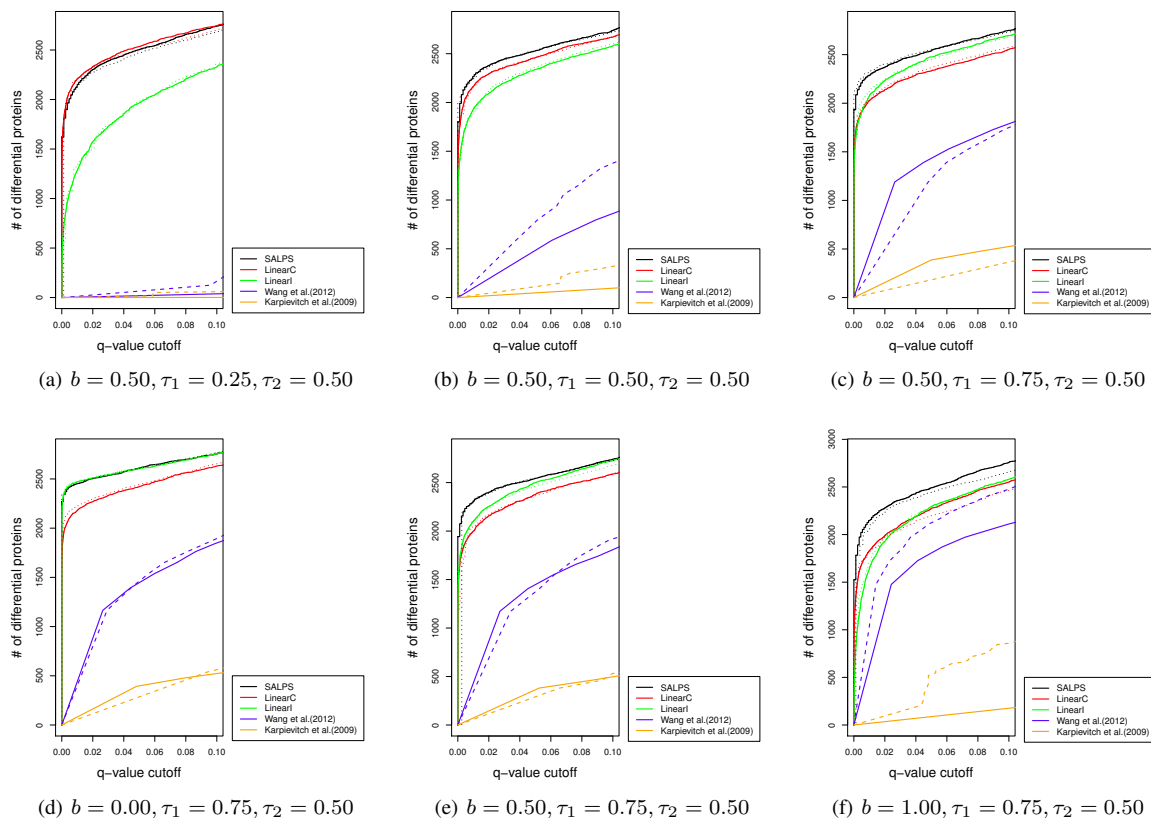 # of differential proteins
0 500 1000 1500 2000 2500
0.00 0.02 0.04 0.06 0.08 0.10
q-value cutoff
SALPS
LinearC
LinearI
Wang et al.(2012)
Karpievitch et al.(2009)
(a) b = 0.50, τ1 = 0.25, τ2 = 0.50
# of differential proteins
0 500 1000 1500 2000 2500
0.00 0.02 0.04 0.06 0.08 0.10
q-value cutoff
SALPS
LinearC
LinearI
Wang et al.(2012)
Karpievitch et al.(2009)
(b) b = 0.50, τ1 = 0.50, τ2 = 0.50
# of differential proteins
0 500 1000 1500 2000 2500
0.00 0.02 0.04 0.06 0.08 0.10
q-value cutoff
SALPS
LinearC
LinearI
Wang et al.(2012)
Karpievitch et al.(2009)
(c) b = 0.50, τ1 = 0.75, τ2 = 0.50
# of differential proteins
0 500 1000 1500 2000 2500
0.00 0.02 0.04 0.06 0.08 0.10
q-value cutoff
SALPS
LinearC
LinearI
Wang et al.(2012)
Karpievitch et al.(2009)
(d) b = 0.00, τ1 = 0.75, τ2 = 0.50
# of differential proteins
0 500 1000 1500 2000 2500
0.00 0.02 0.04 0.06 0.08 0.10
q-value cutoff
SALPS
LinearC
LinearI
Wang et al.(2012)
Karpievitch et al.(2009)
(e) b = 0.50, τ1 = 0.75, τ2 = 0.50
# of differential proteins
0 500 1000 1500 2000 2500 3000
0.00 0.02 0.04 0.06 0.08 0.10
q-value cutoff
SALPS
LinearC
LinearI
Wang et al.(2012)
Karpievitch et al.(2009)
(f) b = 1.00, τ1 = 0.75, τ2 = 0.50